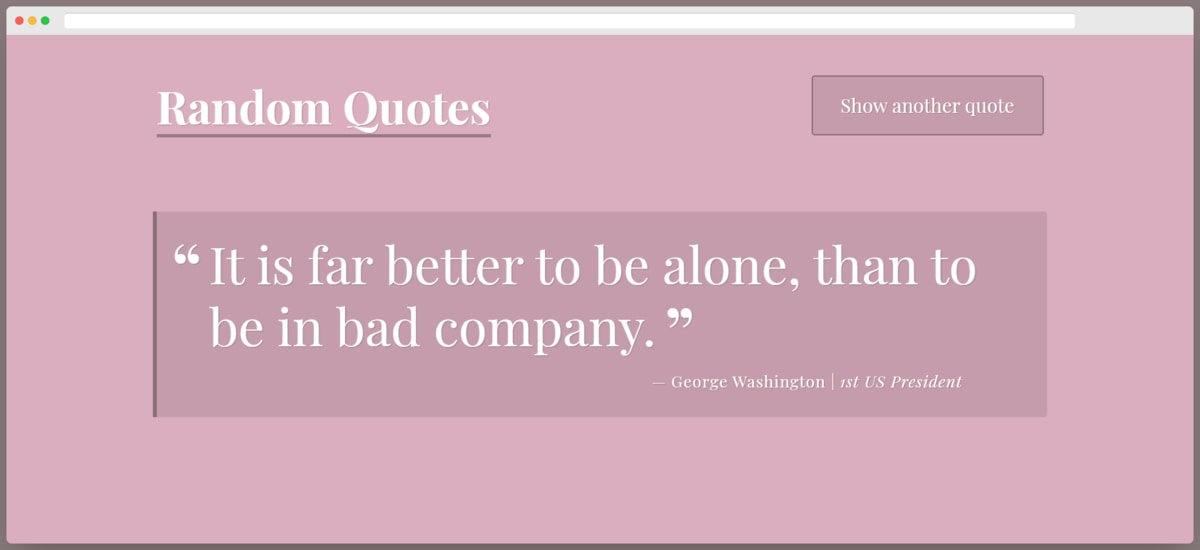 Random Quotes
Show another quote
“ It is far better to be alone, than to
be in bad company. ”
— George Washington | 1st US President